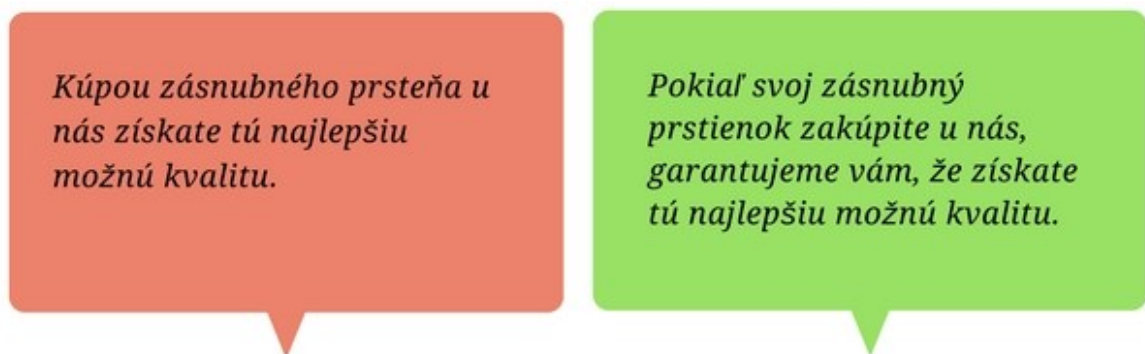 Kúpou zásnubného prsteňa u
nás získate tú najlepšiu
možnú kvalitu.
Pokiaľ svoj zásnubný
prstienok zakúpite u nás,
garantujeme vám, že získate
tú najlepšiu možnú kvalitu.